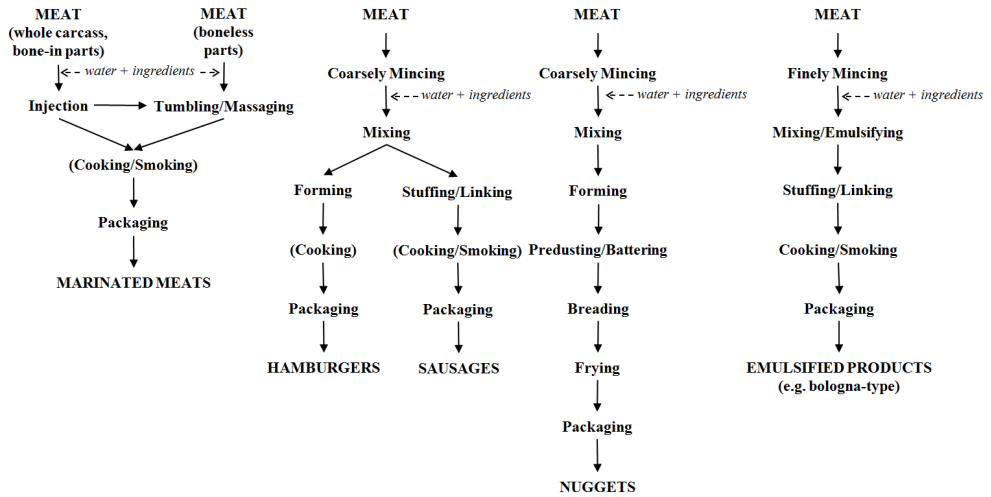 MEAT
(whole carcass,
bone-in parts)
MEAT
(boneless
parts)
water + ingredients
Injection
Tumbling/Massaging
(Cooking/Smoking)
Packaging
MARINATED MEATS
MEAT
Coarsely Mincing
water + ingredients
Mixing
Forming
(Cooking)
Packaging
HAMBURGERS
Stuffing/Linking
(Cooking/Smoking)
Packaging
SAUSAGES
MEAT
Coarsely Mincing
water + ingredients
Mixing
Forming
Predusting/Battering
Breading
Frying
Packaging
NUGGETS
MEAT
Finely Mincing
water + ingredients
Mixing/Emulsifying
Stuffing/Linking
Cooking/Smoking
Packaging
EMULSIFIED PRODUCTS
(e.g. bologna-type)